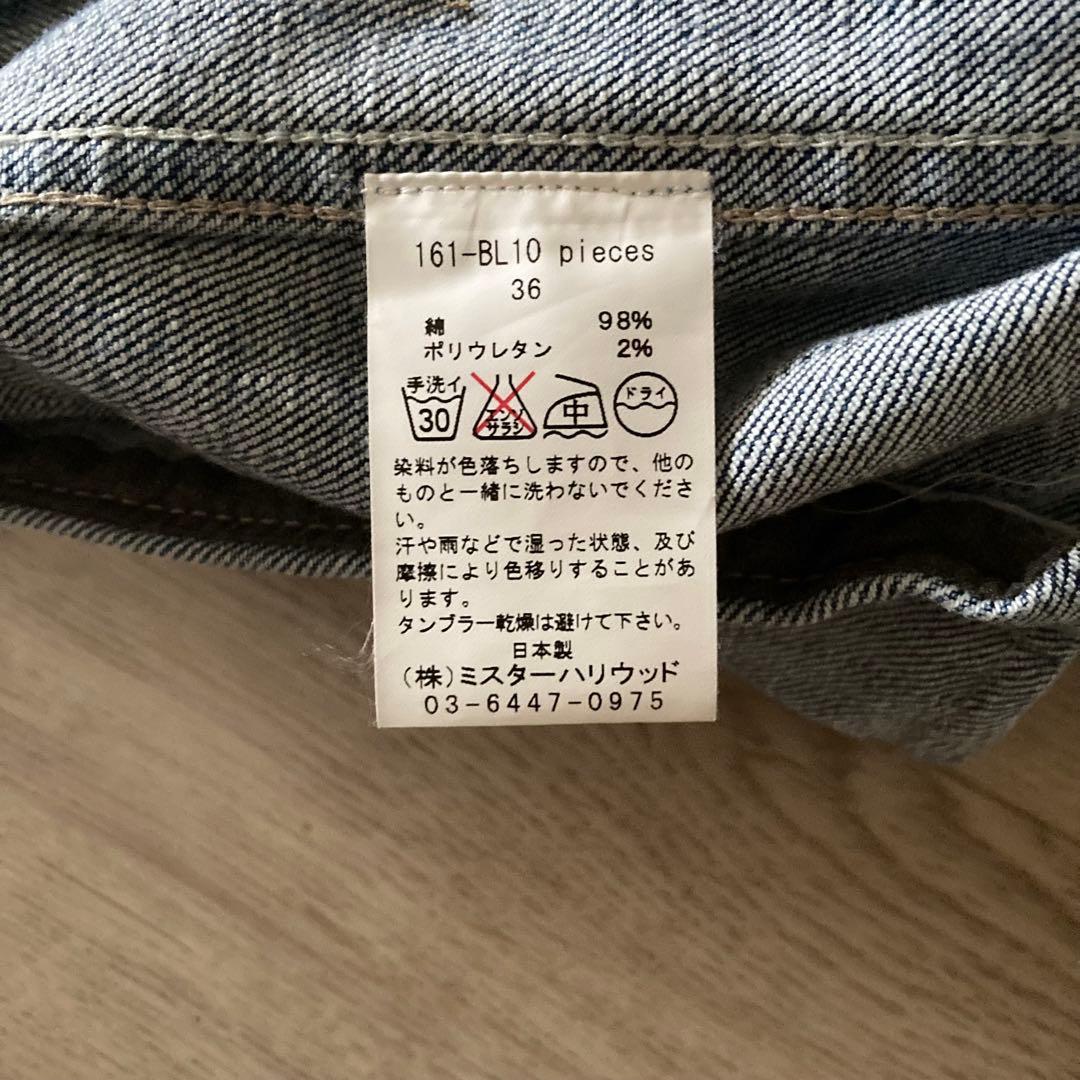 161-BL10 pieces
36
綿 98%
ポリウレタン 2%
手洗イ
30
エンソ
サラシ
中
ドライ
染料が色落ちしますので、他の
ものと一緒に洗わないでくださ
い。
汗や雨などで湿った状態、及び
摩擦により色移りすることがあ
ります。
タンブラー乾燥は避けて下さい。
日本製
(株)ミスターハリウッド
03-6447-0975